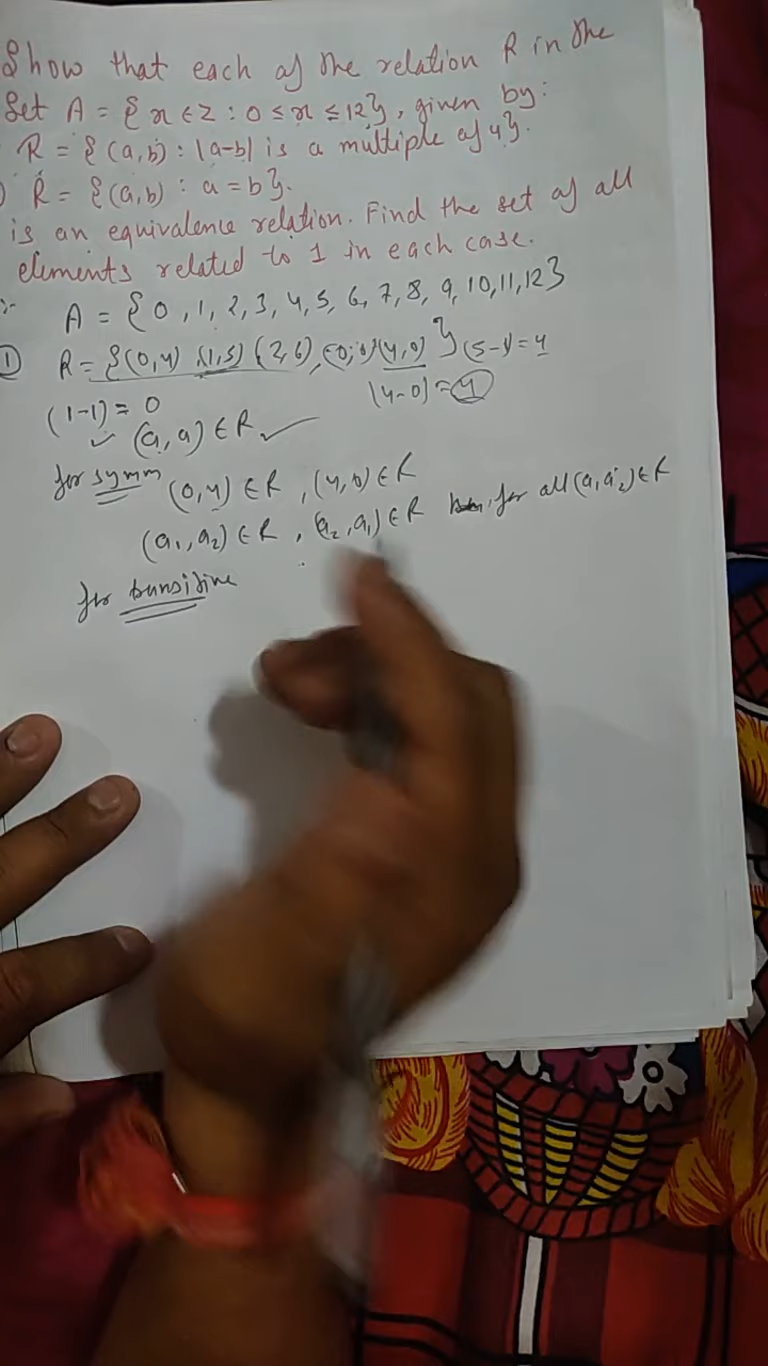 Show that each of the relation R in the
Set A = { x ∈ Z : 0 ≤ x ≤ 12}, given by:
R = { (a,b) : |a-b| is a multiple of 4}.
) R = {(a,b) : a = b}.
is an equivalence relation. Find the set of all
elements related to 1 in each case.
:- A = { 0, 1, 2, 3, 4, 5, 6, 7, 8, 9, 10, 11, 12 }
① R = {(0,4) (1,5) (2,6), (0,0) (4,0) } (5-1) = 4
(1-1) = 0 |4-0| = 4
✓ (a, a) ∈ R ✓
for symm (0,4) ∈ R , (4,0) ∈ R
(a₁, a₂) ∈ R , (a₂, a₁) ∈ R , for all (a₁, a₂) ∈ R
for transitive